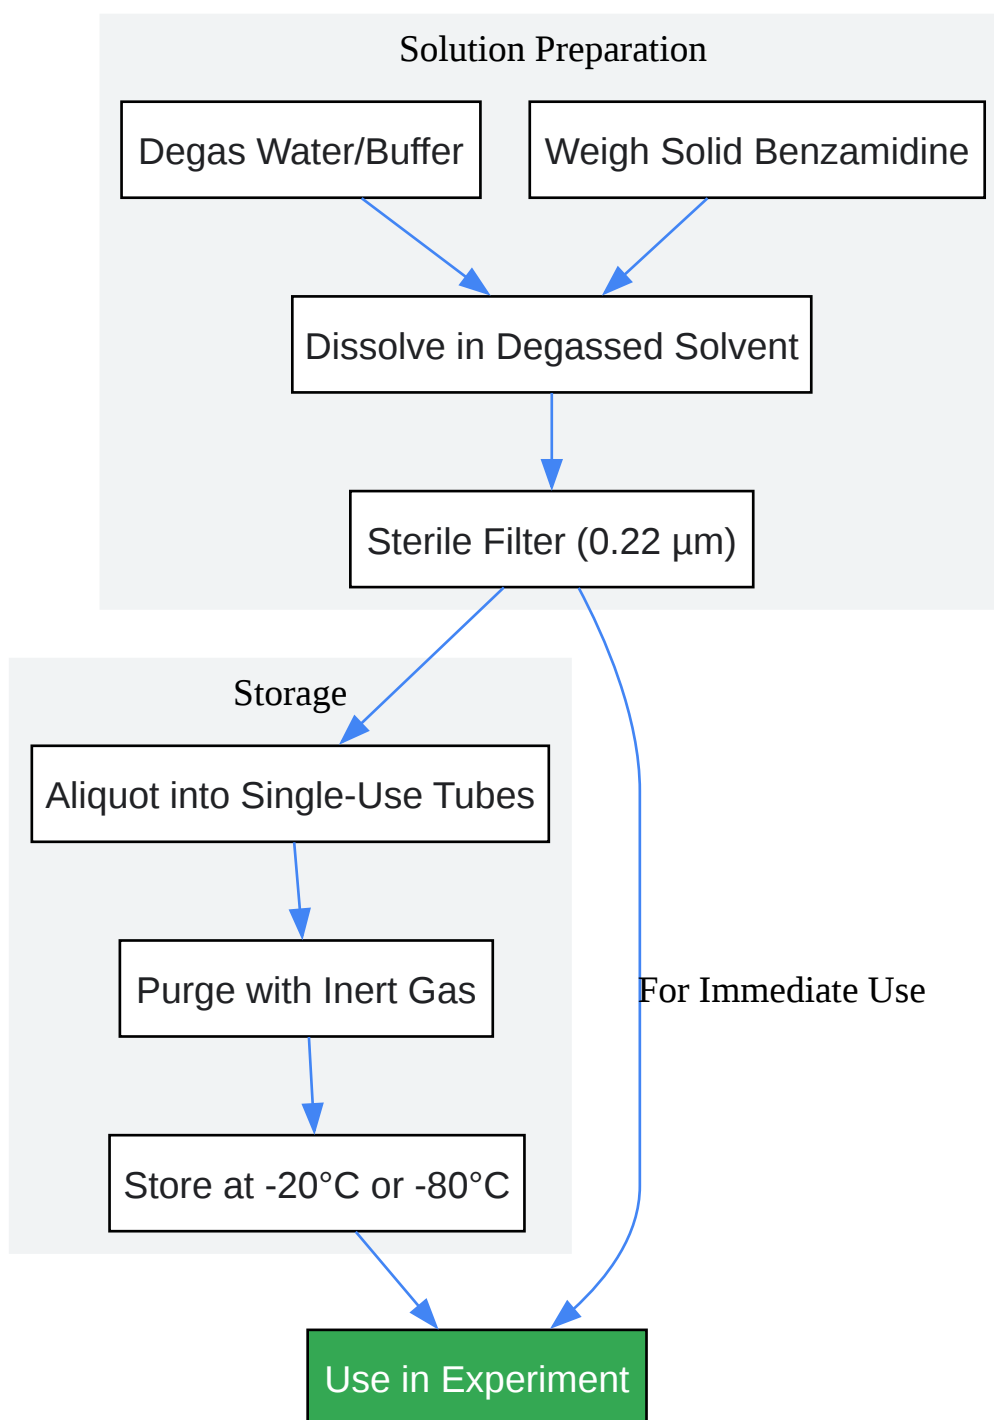 Solution Preparation
Degas Water/Buffer
Weigh Solid Benzamidine
Dissolve in Degassed Solvent
Sterile Filter (0.22 µm)
Storage
Aliquot into Single-Use Tubes
Purge with Inert Gas
For Immediate Use
Store at -20°C or -80°C
Use in Experiment